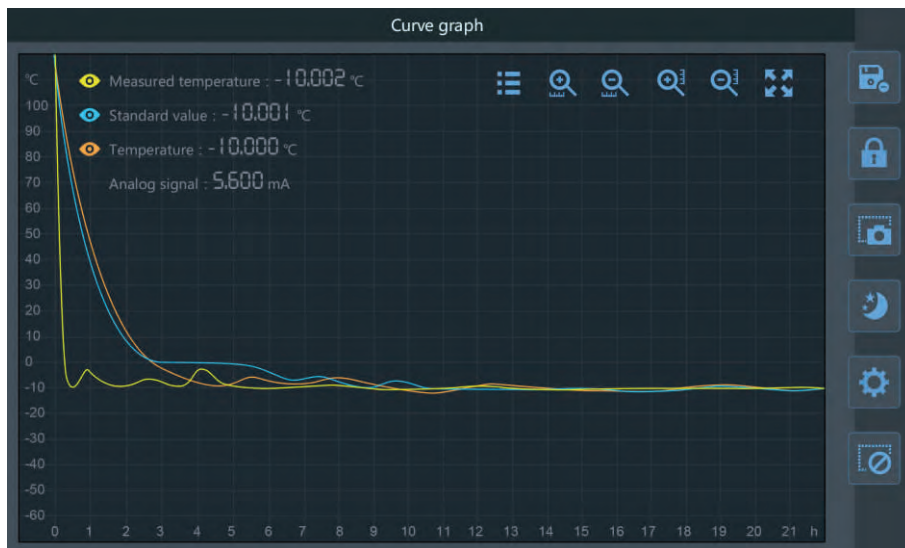 Curve graph
°C
Measured temperature : -10.002 °C
Standard value : -10.001 °C
Temperature : -10.000 °C
Analog signal : 5.600 mA
100
90
80
70
60
50
40
30
20
10
0
-10
-20
-30
-40
-50
-60
0 1 2 3 4 5 6 7 8 9 10 11 12 13 14 15 16 17 18 19 20 21 h